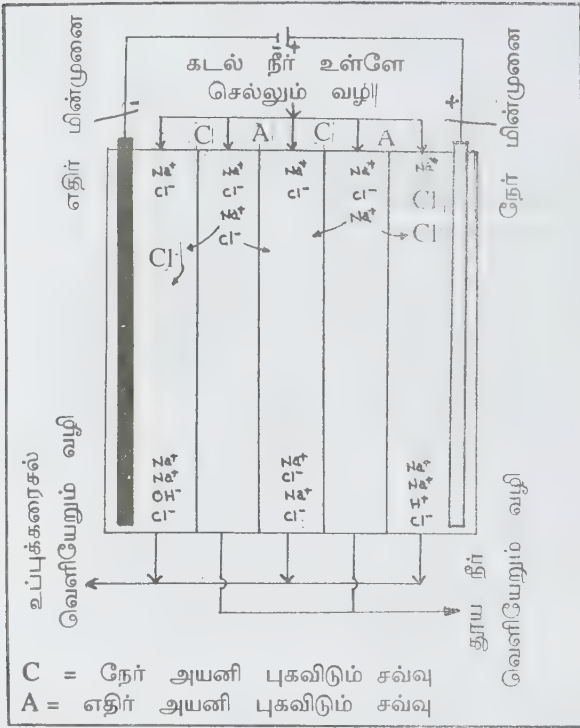 − +
கடல் நீர் உள்ளே
செல்லும் வழி
எதிர் மின்முனை
−
+
நேர் மின்முனை
C A C A
Na⁺ Na⁺ Na⁺ Na⁺ Na⁺
Cl⁻ Cl⁻ Cl⁻ Cl⁻ Cl
Na⁺ Na⁺
Cl Cl⁻ Cl
Na⁺ Na⁺ Na⁺
Na⁺ Cl⁻ Na⁺
OH⁻ Na⁺ H⁺
Cl⁻ Cl⁻ Cl⁻
உப்புக்கரைசல்
வெளியேறும் வழி
தூய நீர்
வெளியேறும் வழி
C = நேர் அயனி புகவிடும் சவ்வு
A = எதிர் அயனி புகவிடும் சவ்வு